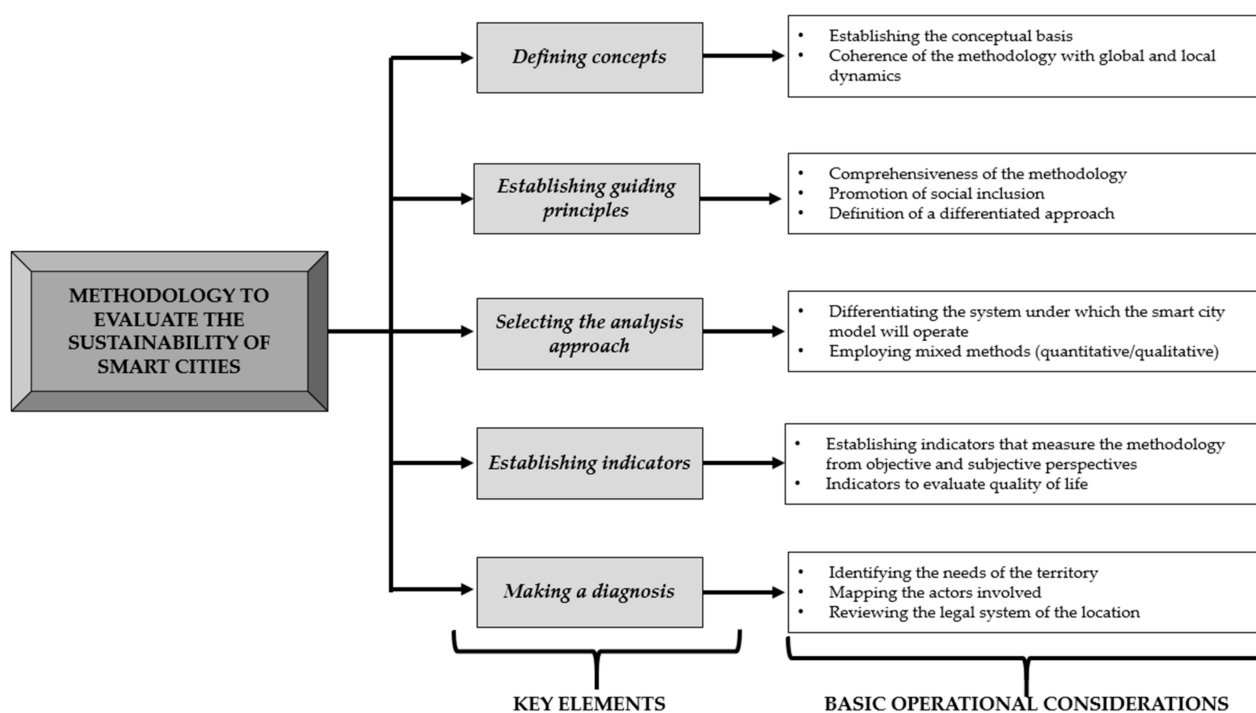 METHODOLOGY TO
EVALUATE THE
SUSTAINABILITY OF
SMART CITIES
Defining concepts
• Establishing the conceptual basis
• Coherence of the methodology with global and local
dynamics
Establishing guiding
principles
• Comprehensiveness of the methodology
• Promotion of social inclusion
• Definition of a differentiated approach
Selecting the analysis
approach
• Differentiating the system under which the smart city
model will operate
• Employing mixed methods (quantitative/qualitative)
Establishing indicators
• Establishing indicators that measure the methodology
from objective and subjective perspectives
• Indicators to evaluate quality of life
Making a diagnosis
• Identifying the needs of the territory
• Mapping the actors involved
• Reviewing the legal system of the location
KEY ELEMENTS
BASIC OPERATIONAL CONSIDERATIONS